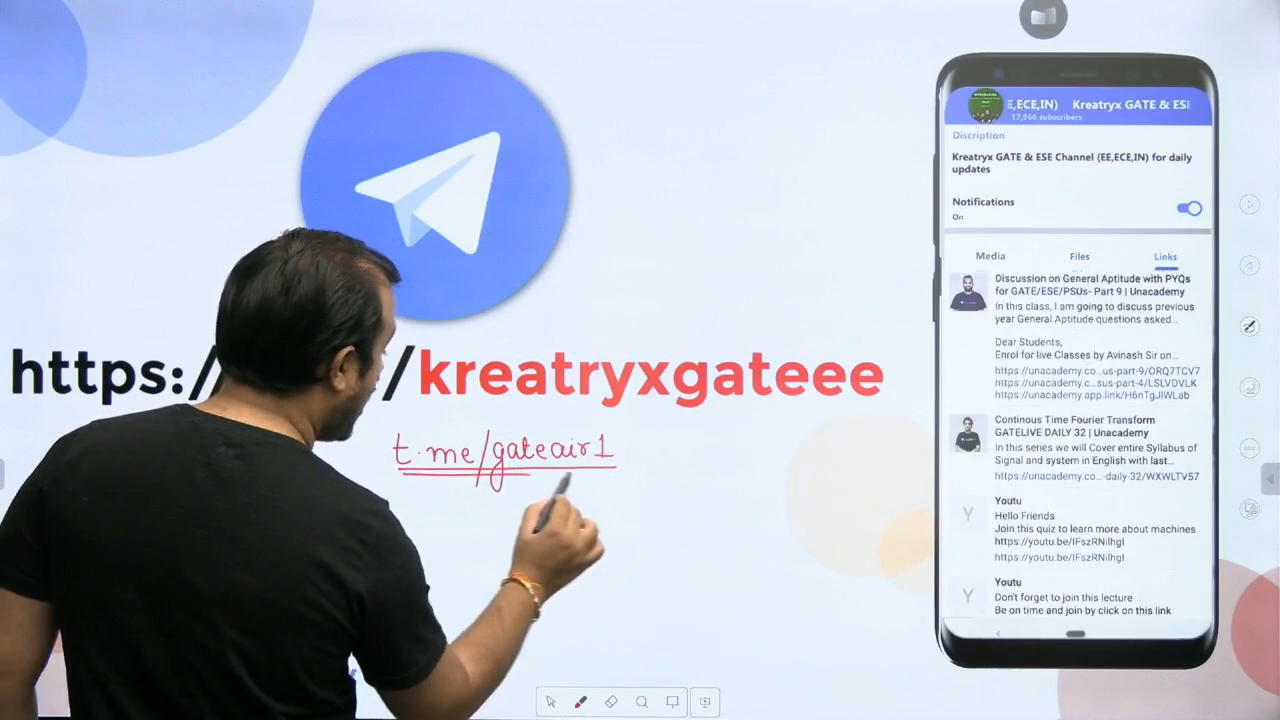 https:/
/kreatryxgateee
t.me/gateair1
E,ECE,IN) Kreatryx GATE & ESE
17,966 subscribers
Discription
Kreatryx GATE & ESE Channel (EE,ECE,IN) for daily
updates
Notifications
On
Media Files Links
Discussion on General Aptitude with PYQs
for GATE/ESE/PSUs- Part 9 | Unacademy
In this class, I am going to discuss previous
year General Aptitude questions asked...
Dear Students,
Enrol for live Classes by Avinash Sir on...
https://unacademy.co...us-part-9/ORQ7TCV7
https://unacademy.co...sus-part-4/LSLVDVLK
https://unacademy.app.link/H6nTgJIWLab
Continous Time Fourier Transform
GATELIVE DAILY 32 | Unacademy
In this series we will Cover entire Syllabus of
Signal and system in English with last...
https://unacademy.co...-daily-32/WXWLTV57
Y
Youtu
Hello Friends
Join this quiz to learn more about machines
https://youtu.be/IFszRNilhgI
https://youtu.be/IFszRNilhgI
Y
Youtu
Don't forget to join this lecture
Be on time and join by click on this link